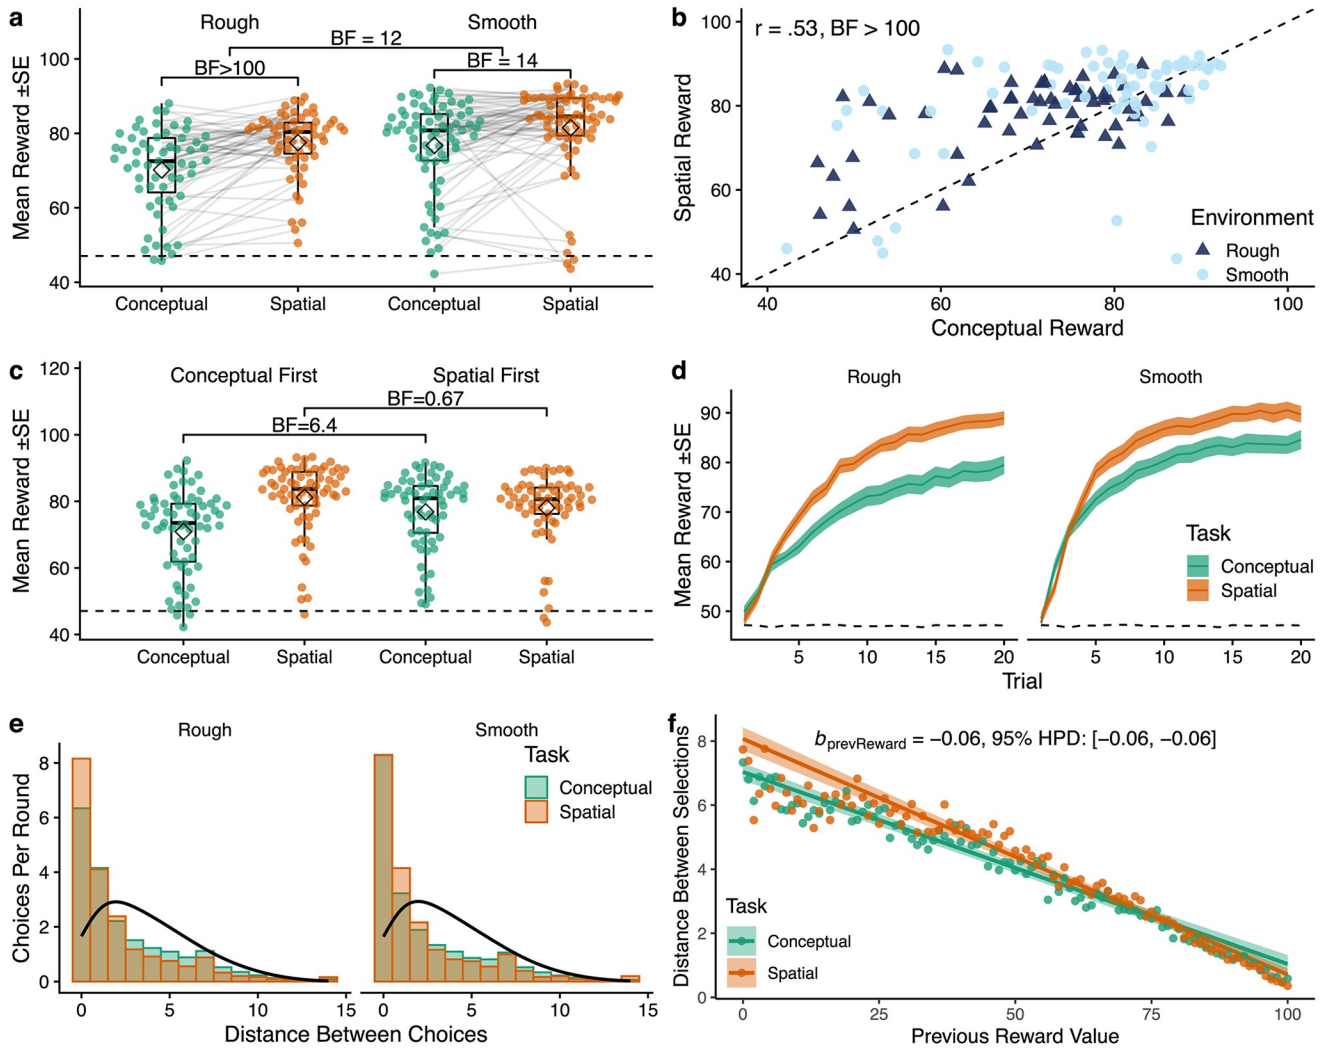 a
Rough
Smooth
BF = 12
BF>100
BF = 14
Mean Reward ±SE
100
80
60
40
Conceptual
Spatial
Conceptual
Spatial
b
r = .53, BF > 100
Spatial Reward
100
80
60
40
Environment
Rough
Smooth
40
60
80
100
Conceptual Reward
c
Conceptual First
Spatial First
BF=0.67
BF=6.4
Mean Reward ±SE
120
100
80
60
40
Conceptual
Spatial
Conceptual
Spatial
d
Rough
Smooth
Mean Reward ±SE
90
80
70
60
50
Task
Conceptual
Spatial
5
10
15
20
5
10
15
20
Trial
e
Rough
Smooth
Choices Per Round
8
6
4
2
0
Task
Conceptual
Spatial
0
5
10
15
0
5
10
15
Distance Between Choices
f
bprevReward = −0.06, 95% HPD: [−0.06, −0.06]
Distance Between Selections
8
6
4
2
0
Task
Conceptual
Spatial
0
25
50
75
100
Previous Reward Value